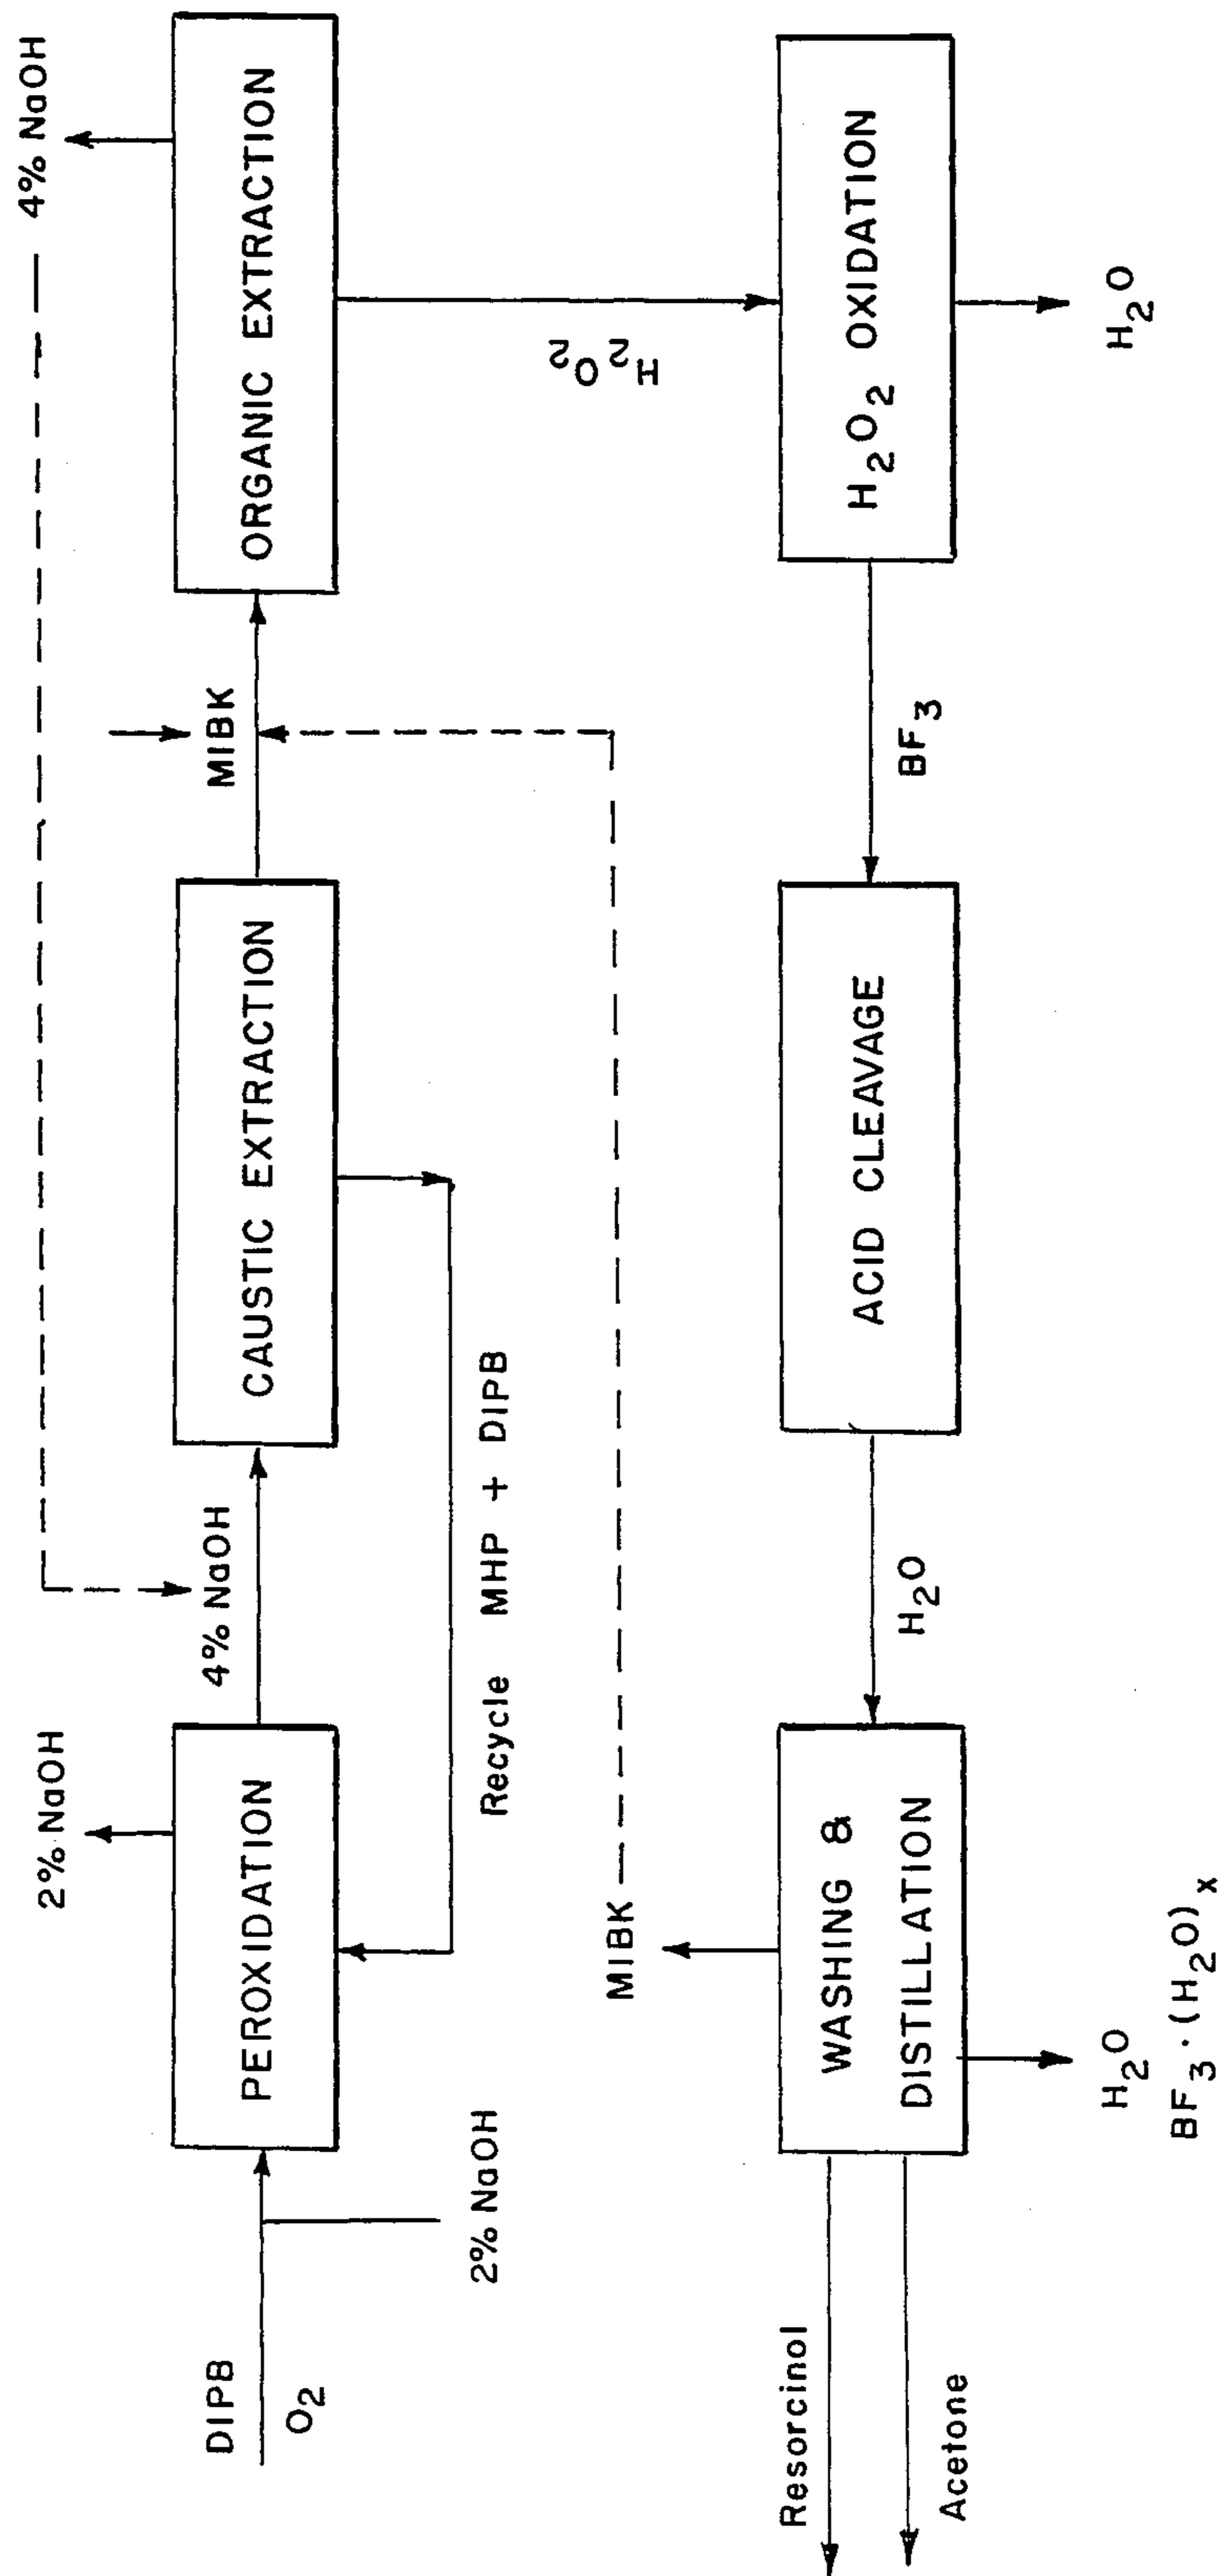 DIPB
O2
2% NaOH
PEROXIDATION
2% NaOH
4% NaOH
CAUSTIC EXTRACTION
Recycle MHP + DIPB
MIBK
ORGANIC EXTRACTION
4% NaOH
H2O2
H2O2 OXIDATION
H2O
BF3
ACID CLEAVAGE
H2O
WASHING &
DISTILLATION
MIBK
H2O
BF3·(H2O)x
Resorcinol
Acetone